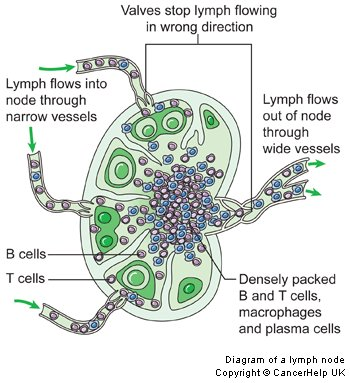 Valves stop lymph flowing
in wrong direction
Lymph flows into
node through
narrow vessels
Lymph flows
out of node
through
wide vessels
B cells
T cells
Densely packed
B and T cells,
macrophages
and plasma cells
Diagram of a lymph node
Copyright © CancerHelp UK